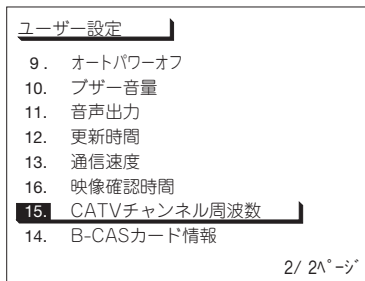 ユーザー設定
9. オートパワーオフ
10. ブザー音量
11. 音声出力
12. 更新時間
13. 通信速度
16. 映像確認時間
15. CATVチャンネル周波数
14. B-CASカード情報
2/ 2ﾍﾟｰｼﾞ